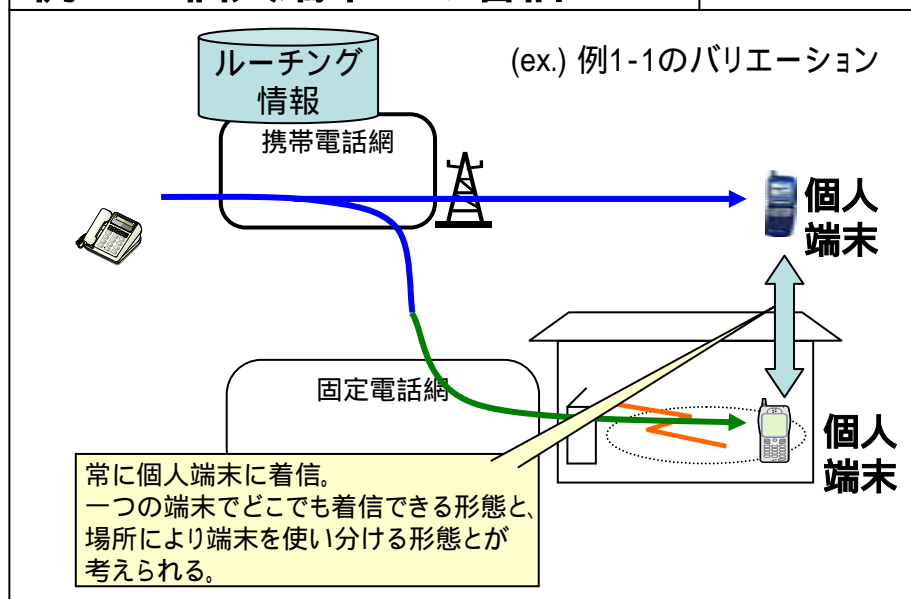 (ex.) 例1-1のバリエーション
ルーチング
情報
携帯電話網
個人
端末
固定電話網
個人
端末
常に個人端末に着信。
一つの端末でどこでも着信できる形態と、
場所により端末を使い分ける形態とが
考えられる。